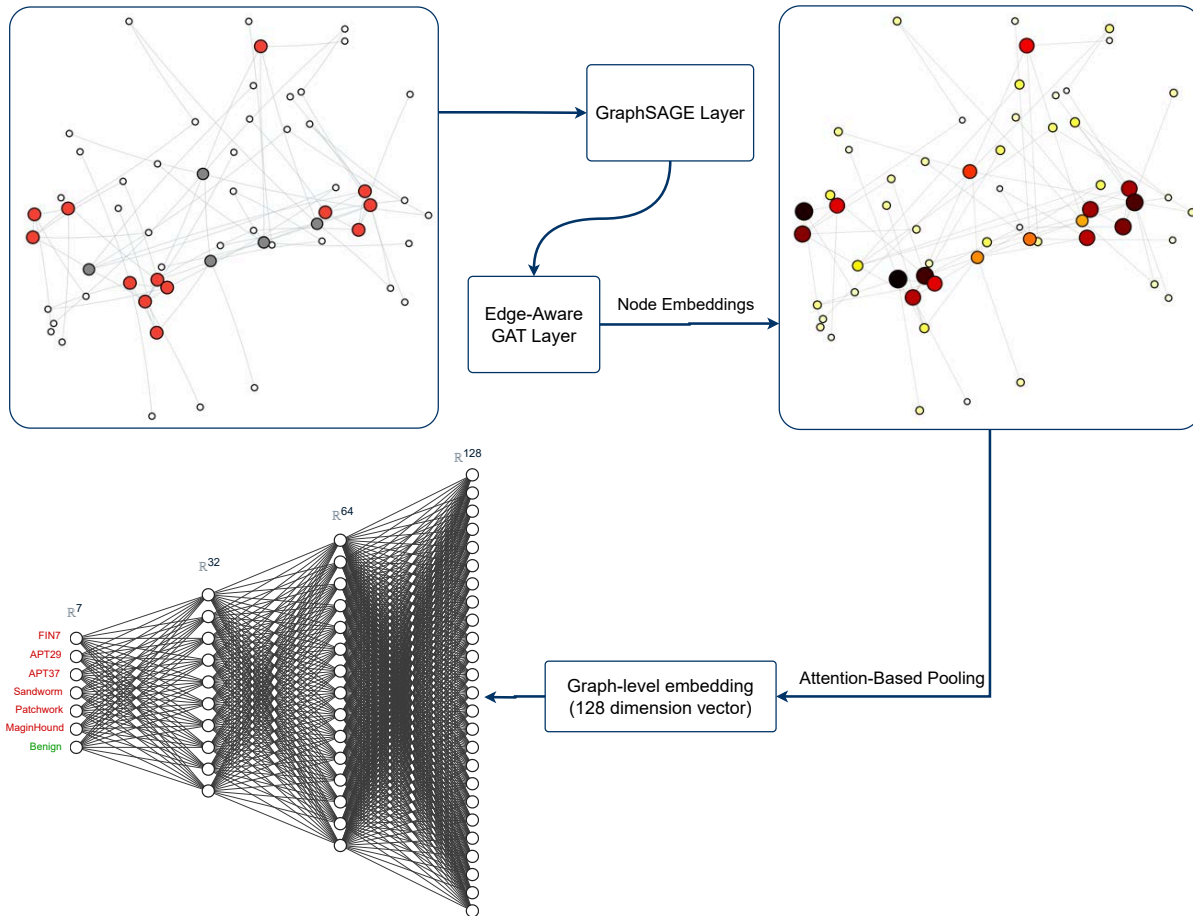 GraphSAGE Layer
Edge-Aware
GAT Layer
Node Embeddings
Attention-Based Pooling
Graph-level embedding
(128 dimension vector)
ℝ128
ℝ64
ℝ32
ℝ7
FIN7
APT29
APT37
Sandworm
Patchwork
MaginHound
Benign